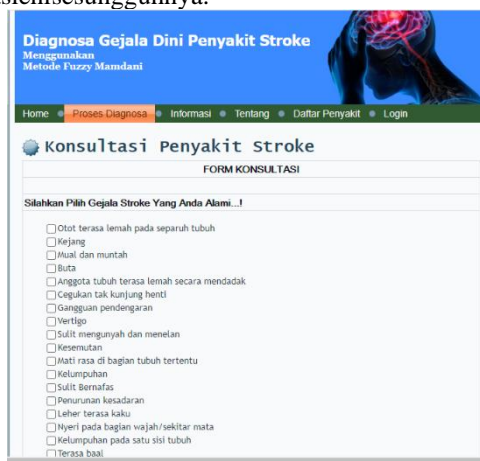 Diagnosa Gejala Dini Penyakit Stroke
Menggunakan
Metode Fuzzy Mamdani
Home Proses Diagnosa Informasi Tentang Daftar Penyakit Login
Konsultasi Penyakit Stroke
FORM KONSULTASI
Silahkan Pilih Gejala Stroke Yang Anda Alami...!
Otot terasa lemah pada separuh tubuh
Kejang
Mual dan muntah
Buta
Anggota tubuh terasa lemah secara mendadak
Cegukan tak kunjung henti
Gangguan pendengaran
Vertigo
Sulit mengunyah dan menelan
Kesemutan
Mati rasa di bagian tubuh tertentu
Kelumpuhan
Sulit Bernafas
Penurunan kesadaran
Leher terasa kaku
Nyeri pada bagian wajah/sekitar mata
Kelumpuhan pada satu sisi tubuh
Terasa baal